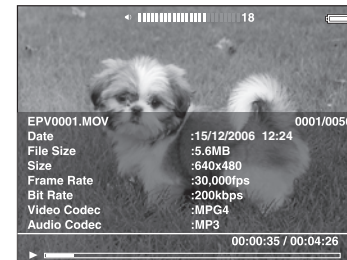 18
EPV0001.MOV 0001/0050
Date :15/12/2006 12:24
File Size :5.6MB
Size :640x480
Frame Rate :30,000fps
Bit Rate :200kbps
Video Codec :MPG4
Audio Codec :MP3
00:00:35 / 00:04:26